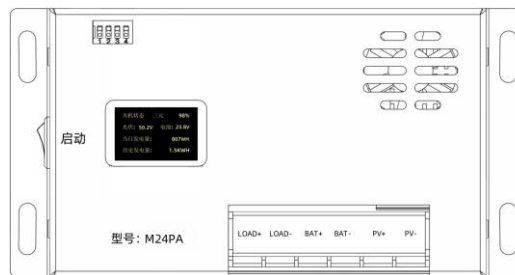 1 2 3 4
启动
当前状态 三元 98%
光伏: 50.2V 电池: 23.8V
当日发电量: 807WH
历史发电量: 1.5KWH
型号：M24PA
LOAD+ LOAD- BAT+ BAT- PV+ PV-